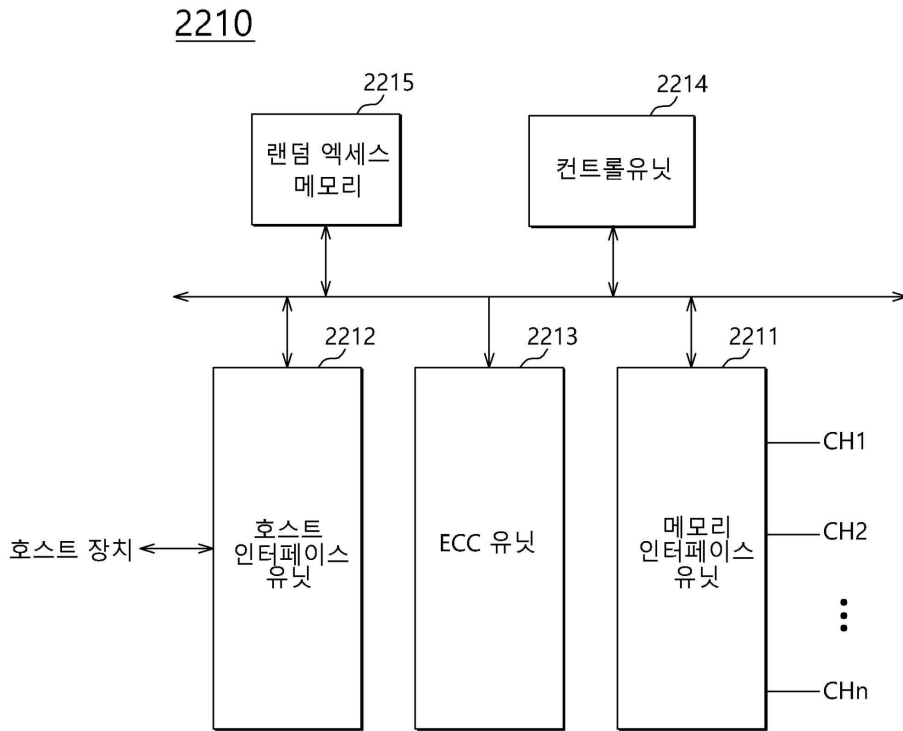 2210
2215
2214
랜덤 엑세스
메모리
컨트롤유닛
2212
2213
2211
CH1
호스트
인터페이스
유닛
ECC 유닛
메모리
인터페이스
유닛
CH2
호스트 장치
CHn